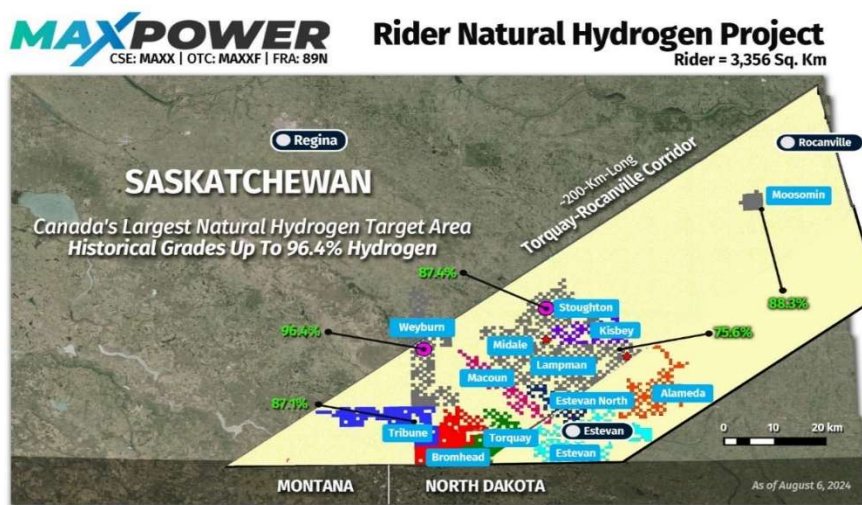 MAXPOWER
CSE: MAXX | OTC: MAXXF | FRA: 89N
Rider Natural Hydrogen Project
Rider = 3,356 Sq. Km
Regina
Rocanville
SASKATCHEWAN
~200-Km-Long
Torquay-Rocanville Corridor
Moosomin
Canada's Largest Natural Hydrogen Target Area
Historical Grades Up To 96.4% Hydrogen
87.4%
88.3%
Stoughton
96.4%
Weyburn
Kisbey
75.6%
Midale
Lampman
Macoun
Alameda
Estevan North
87.1%
Tribune
Torquay
Estevan
0 10 20 km
Bromhead
Estevan
MONTANA
NORTH DAKOTA
As of August 6, 2024